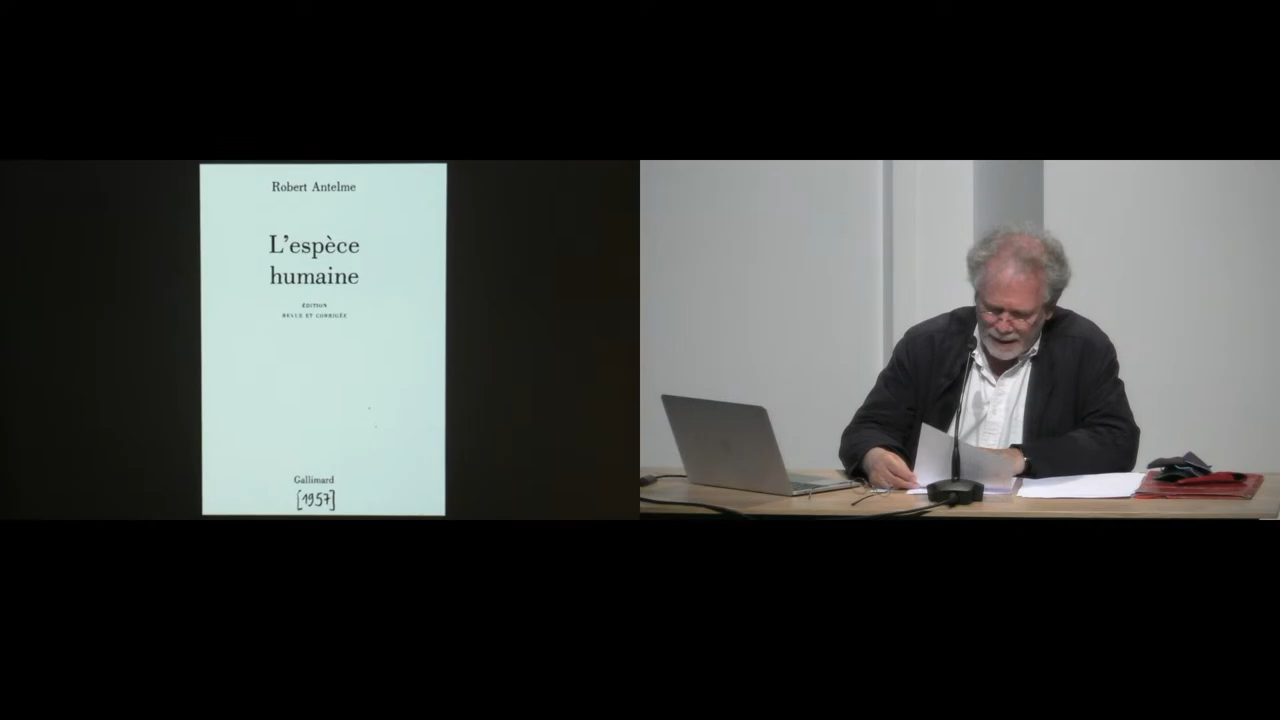 Robert Antelme
L'espèce
humaine
ÉDITION
REVUE ET CORRIGÉE
Gallimard
[1957]